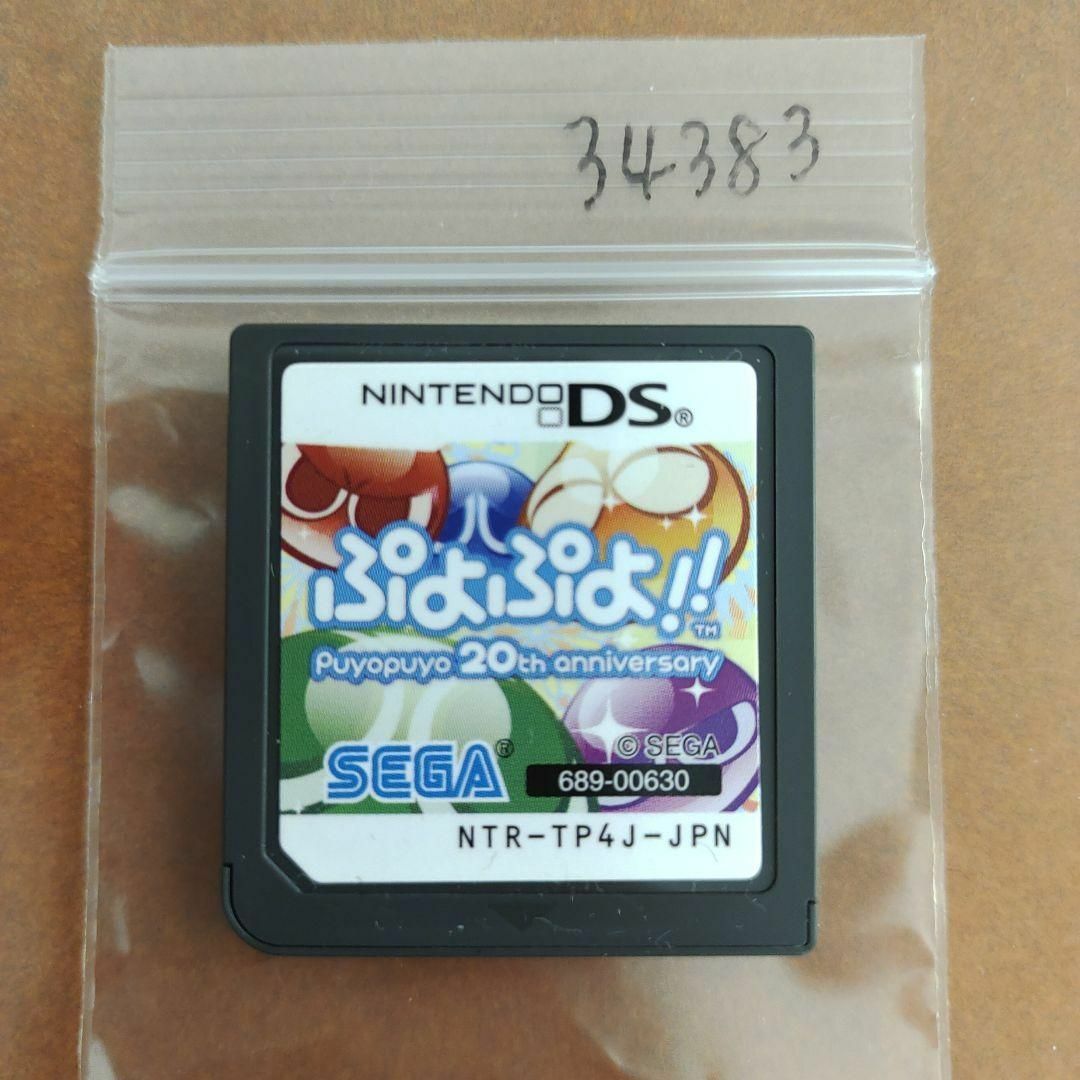 34383
NINTENDO DS®
ぷよぷよ!!™
Puyopuyo 20th anniversary
SEGA®
© SEGA
689-00630
NTR-TP4J-JPN